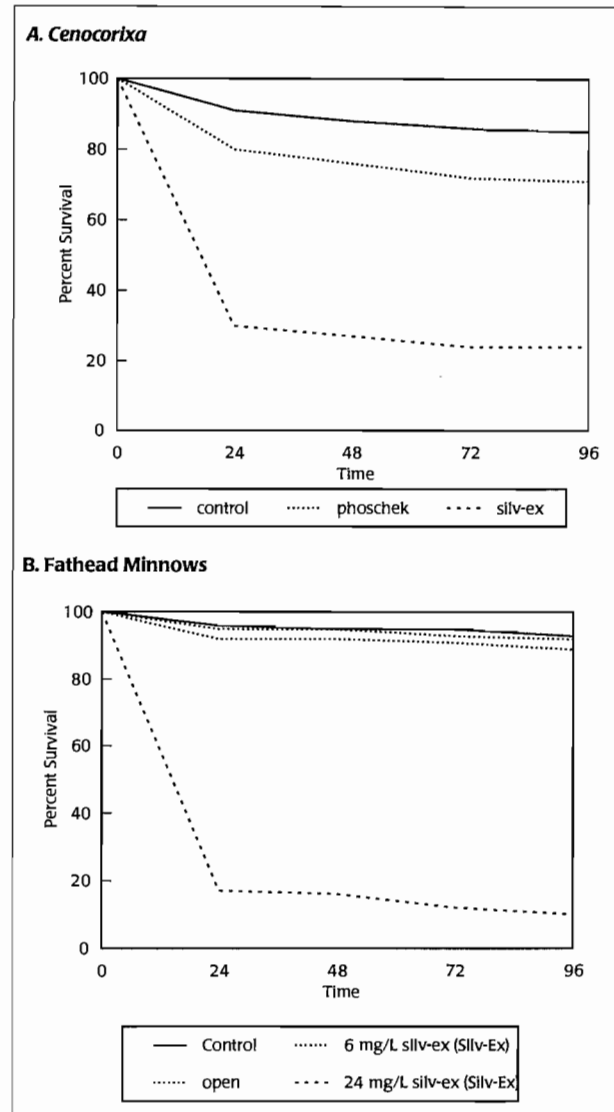 A. Cenocorixa
100
80
60
40
20
0
Percent Survival
0 24 48 72 96
Time
control phoschek silv-ex
B. Fathead Minnows
100
80
60
40
20
0
Percent Survival
0 24 48 72 96
Time
Control 6 mg/L silv-ex (Silv-Ex)
open 24 mg/L silv-ex (Silv-Ex)